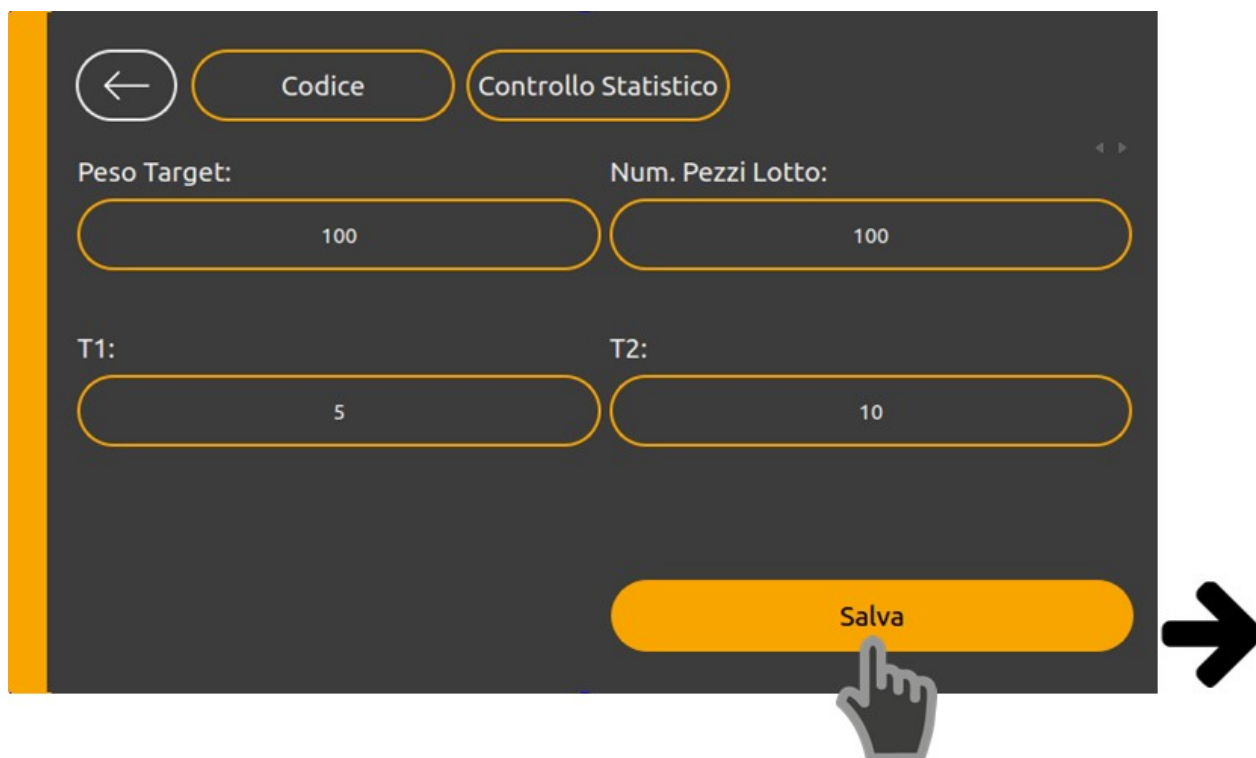 Codice
Controllo Statistico
Peso Target:
Num. Pezzi Lotto:
100
100
T1:
T2:
5
10
Salva